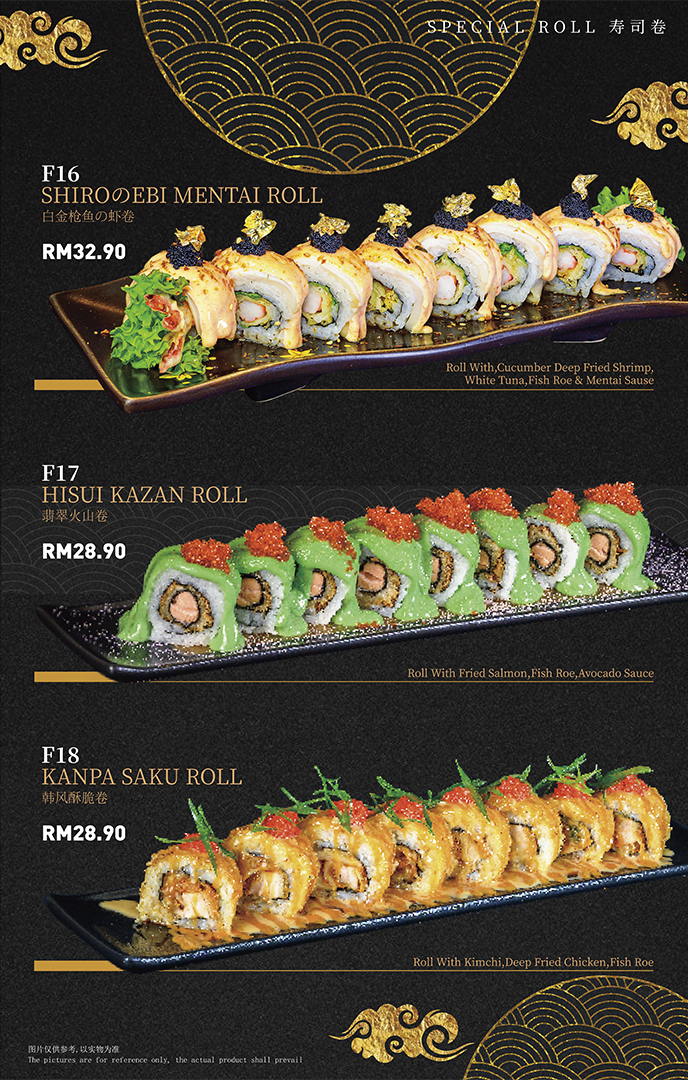 SPECIAL ROLL 寿司卷
F16
SHIROのEBI MENTAI ROLL
白金枪鱼の虾卷
RM32.90
Roll With,Cucumber Deep Fried Shrimp,
White Tuna,Fish Roe & Mentai Sause
F17
HISUI KAZAN ROLL
翡翠火山卷
RM28.90
Roll With Fried Salmon,Fish Roe,Avocado Sauce
F18
KANPA SAKU ROLL
韩风酥脆卷
RM28.90
Roll With Kimchi,Deep Fried Chicken,Fish Roe
图片仅供参考,以实物为准
The pictures are for reference only, the actual product shall prevail